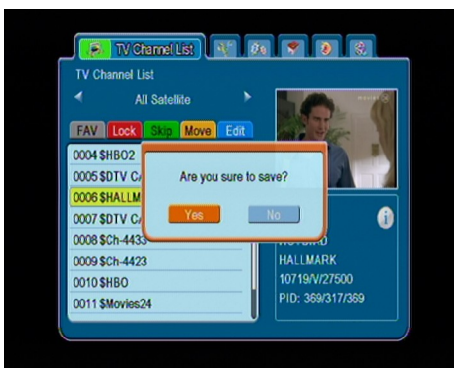 TV Channel List
TV Channel List
All Satellite
FAV Lock Skip Move Edit
0004 $HBO2
0005 $DTV
0006 $HALLM
0007 $DTV
0008 $Ch-4433
0009 $Ch-4423
0010 $HBO
0011 $Movies24
Are you sure to save?
Yes No
HALLMARK
10719/V/27500
PID: 369/317/369